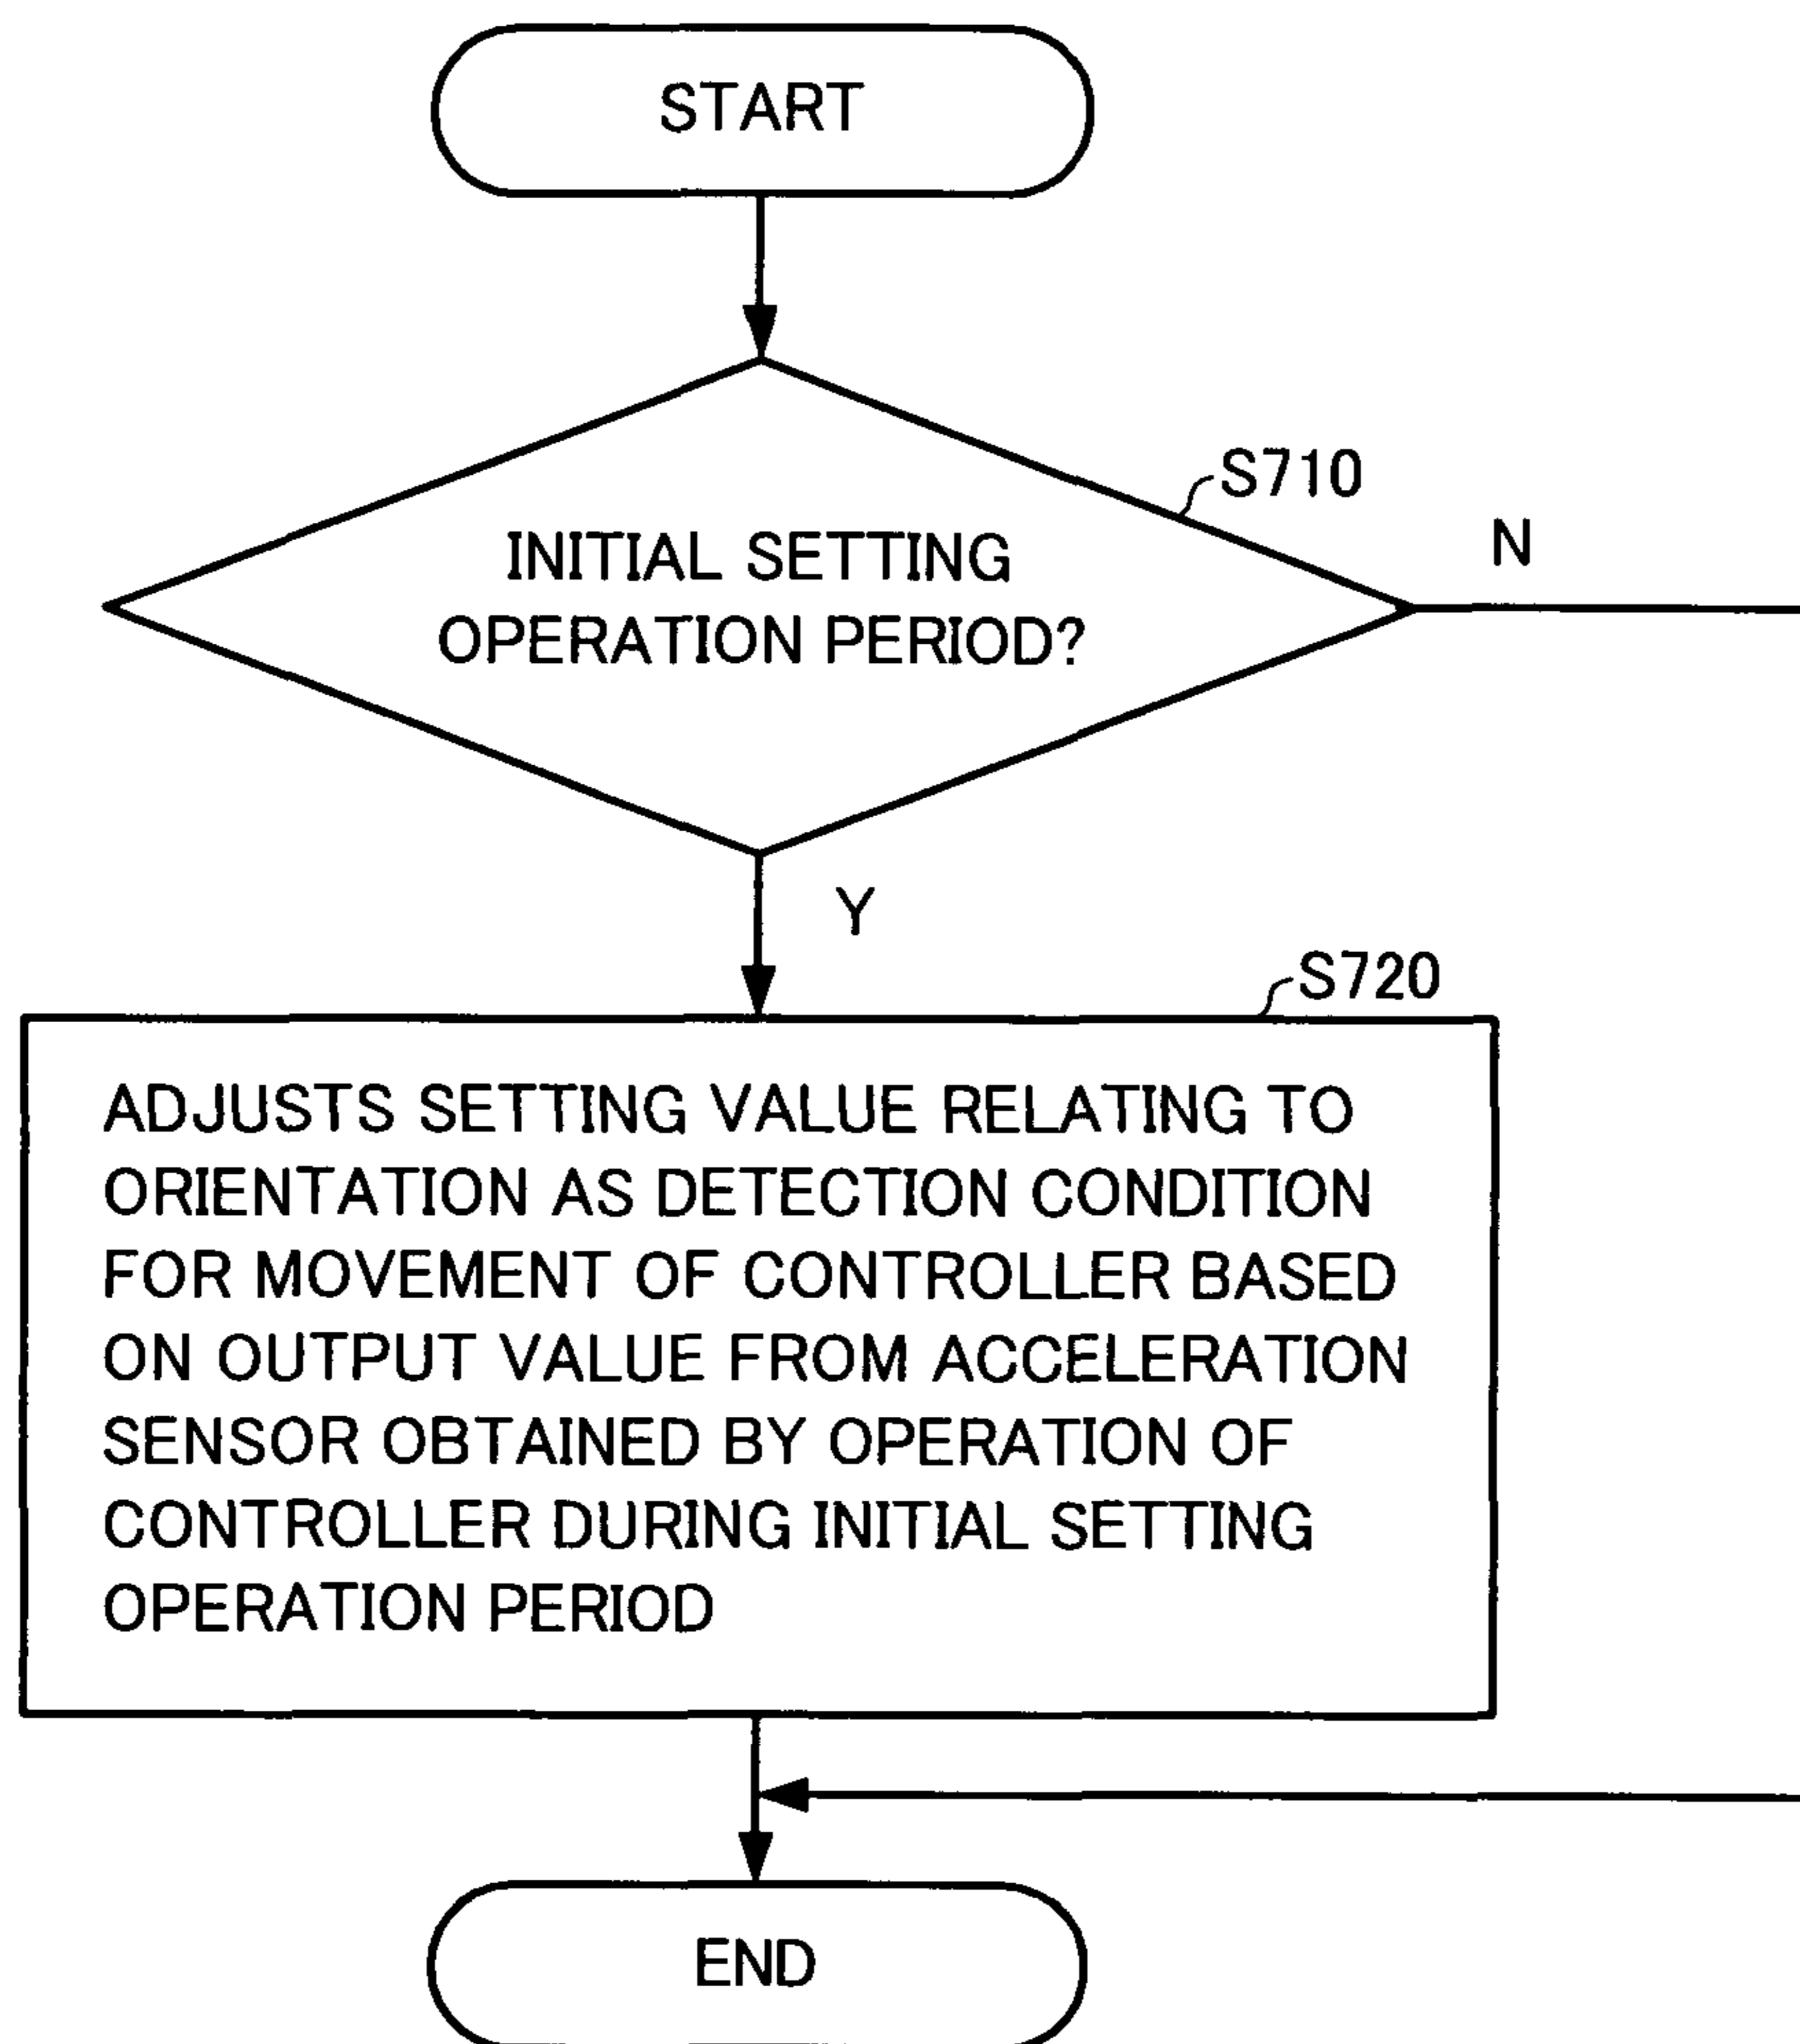 START
S710
N
INITIAL SETTING
OPERATION PERIOD?
Y
S720
ADJUSTS SETTING VALUE RELATING TO
ORIENTATION AS DETECTION CONDITION
FOR MOVEMENT OF CONTROLLER BASED
ON OUTPUT VALUE FROM ACCELERATION
SENSOR OBTAINED BY OPERATION OF
CONTROLLER DURING INITIAL SETTING
OPERATION PERIOD
END